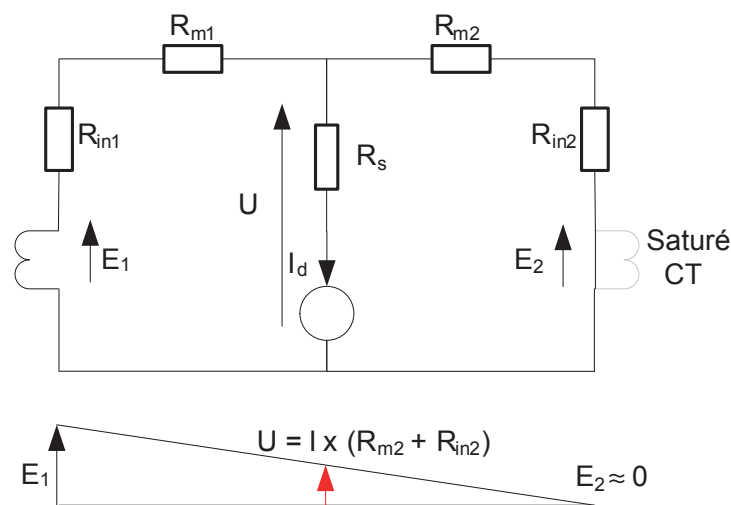 Rm1
Rm2
Rin1
Rs
Rin2
U
E1
Id
E2
Saturé
CT
U = I x (Rm2 + Rin2)
E1
E2 ≈ 0